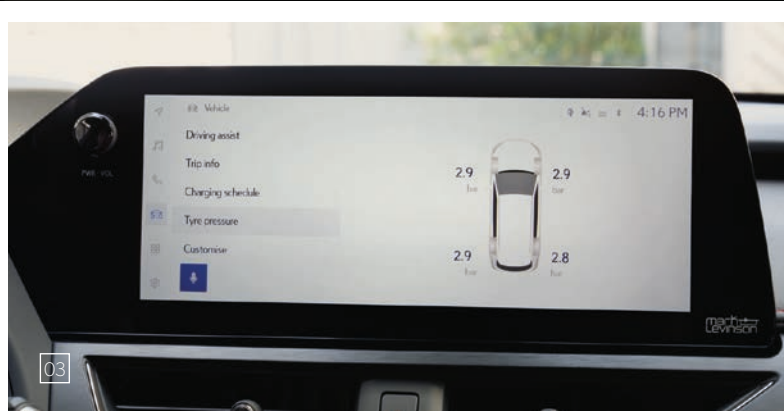 Vehicle
4:16 PM
Driving assist
Trip info
Charging schedule
Tyre pressure
Customise
2.9
bar
2.9
bar
2.9
bar
2.8
bar
PWR VOL
mark
Levinson
03